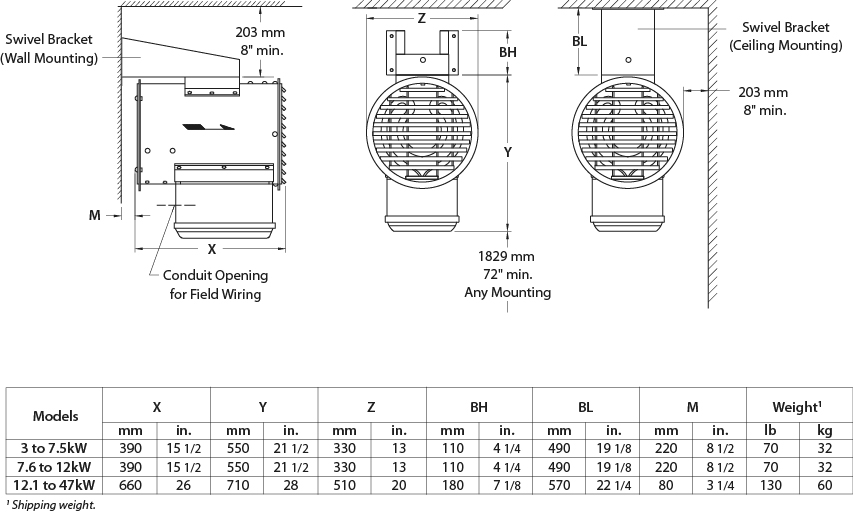 Swivel Bracket
(Wall Mounting)
203 mm
8" min.
Z
BH
BL
Swivel Bracket
(Ceiling Mounting)
203 mm
8" min.
Y
M
X
Conduit Opening
for Field Wiring
1829 mm
72" min.
Any Mounting
Models X Y Z BH BL M Weight¹
mm in. mm in. mm in. mm in. mm in. mm in. lb kg
3 to 7.5kW 390 15 1/2 550 21 1/2 330 13 110 4 1/4 490 19 1/8 220 8 1/2 70 32
7.6 to 12kW 390 15 1/2 550 21 1/2 330 13 110 4 1/4 490 19 1/8 220 8 1/2 70 32
12.1 to 47kW 660 26 710 28 510 20 180 7 1/8 570 22 1/4 80 3 1/4 130 60
¹ Shipping weight.